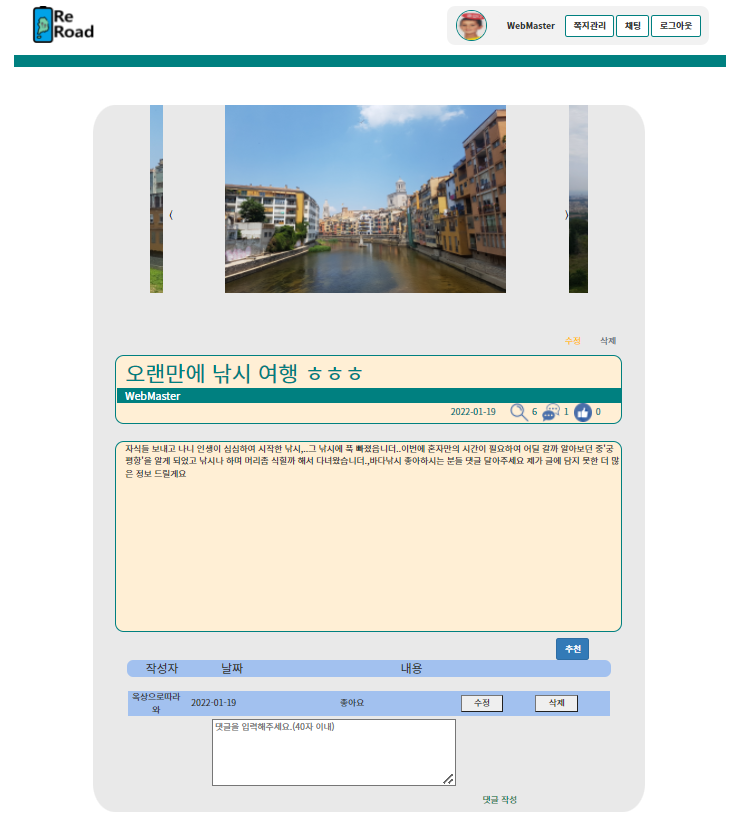 Re
Road
WebMaster 쪽지관리 채팅 로그아웃
⟨ ⟩
수정 삭제
오랜만에 낚시 여행 ㅎㅎㅎ
WebMaster
2022-01-19 6 1 0
자식들 보내고 나니 인생이 심심하여 시작한 낚시,..그 낚시에 푹 빠졌음니더..이번에 혼자만의 시간이 필요하여 어딜 갈까 알아보던 중'궁
평항'을 알게 되었고 낚시나 하며 머리좀 식힐까 해서 다녀왔습니더.,바다낚시 좋아하시는 분들 댓글 달아주세요 제가 글에 담지 못한 더 많
은 정보 드릴게요
추천
작성자 날짜 내용
옥상으로따라
와 2022-01-19 좋아요 수정 삭제
댓글을 입력해주세요.(40자 이내)
댓글 작성